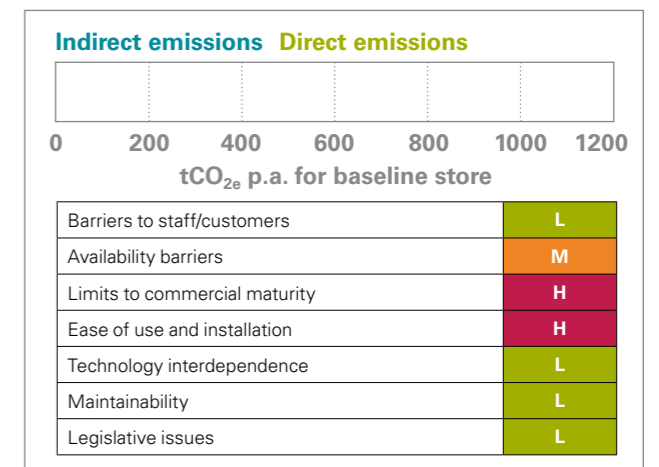 Indirect emissions Direct emissions
0 200 400 600 800 1000 1200
tCO2e p.a. for baseline store
Barriers to staff/customers L
Availability barriers M
Limits to commercial maturity H
Ease of use and installation H
Technology interdependence L
Maintainability L
Legislative issues L